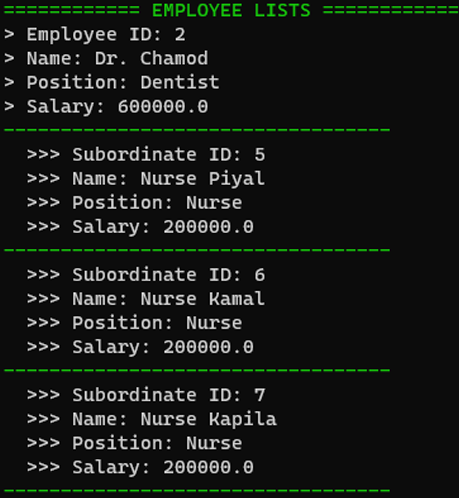 ============ EMPLOYEE LISTS ============
> Employee ID: 2
> Name: Dr. Chamod
> Position: Dentist
> Salary: 600000.0
----------------------------------
>>> Subordinate ID: 5
>>> Name: Nurse Piyal
>>> Position: Nurse
>>> Salary: 200000.0
----------------------------------
>>> Subordinate ID: 6
>>> Name: Nurse Kamal
>>> Position: Nurse
>>> Salary: 200000.0
----------------------------------
>>> Subordinate ID: 7
>>> Name: Nurse Kapila
>>> Position: Nurse
>>> Salary: 200000.0
----------------------------------